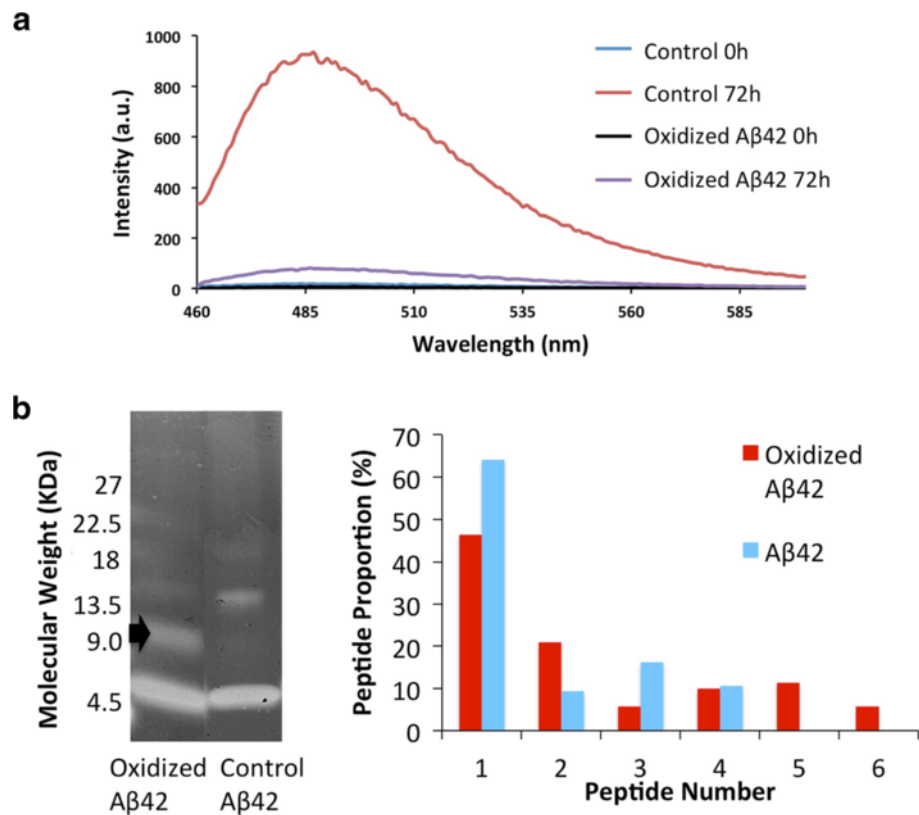 a
1000
800
600
400
200
0
Intensity (a.u.)
460 485 510 535 560 585
Wavelength (nm)
Control 0h
Control 72h
Oxidized Aβ42 0h
Oxidized Aβ42 72h
b
Molecular Weight (KDa)
27
22.5
18
13.5
9.0
4.5
Oxidized Control
Aβ42 Aβ42
70
60
50
40
30
20
10
0
Peptide Proportion (%)
1 2 3 4 5 6
Peptide Number
Oxidized
Aβ42
Aβ42